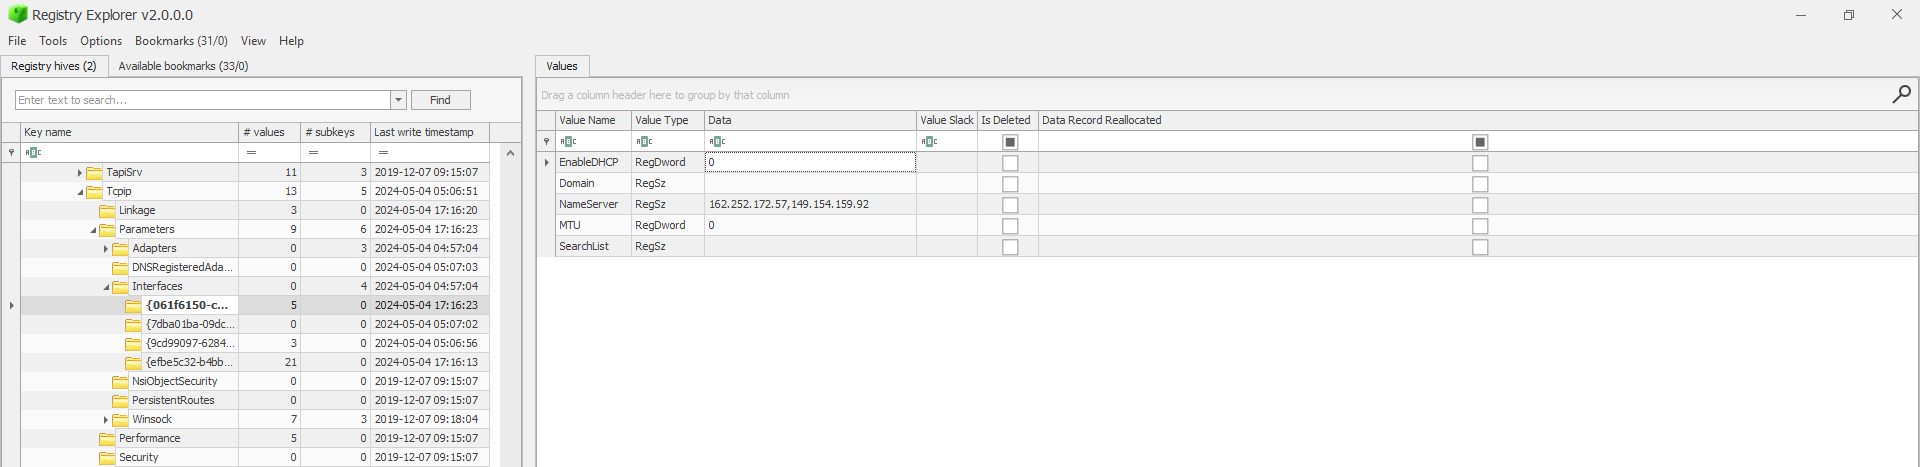 Registry Explorer v2.0.0.0
File Tools Options Bookmarks (31/0) View Help
Registry hives (2) Available bookmarks (33/0)
Enter text to search... Find
Key name # values # subkeys Last write timestamp
ABC = = =
TapiSrv 11 3 2019-12-07 09:15:07
Tcpip 13 5 2024-05-04 05:06:51
Linkage 3 0 2024-05-04 17:16:20
Parameters 9 6 2024-05-04 17:16:23
Adapters 0 3 2024-05-04 04:57:04
DNSRegisteredAda... 0 0 2024-05-04 05:07:03
Interfaces 0 4 2024-05-04 04:57:04
{061f6150-c... 5 0 2024-05-04 17:16:23
{7dba01ba-09dc... 0 0 2024-05-04 05:07:02
{9cd99097-6284... 3 0 2024-05-04 05:06:56
{efbe5c32-b4bb... 21 0 2024-05-04 17:16:13
NsiObjectSecurity 0 0 2019-12-07 09:15:07
PersistentRoutes 0 0 2019-12-07 09:15:07
Winsock 7 3 2019-12-07 09:18:04
Performance 5 0 2019-12-07 09:15:07
Security 0 0 2019-12-07 09:15:07
Values
Drag a column header here to group by that column
Value Name Value Type Data Value Slack Is Deleted Data Record Reallocated
ABC ABC ABC ABC
EnableDHCP RegDword 0
Domain RegSz
NameServer RegSz 162.252.172.57,149.154.159.92
MTU RegDword 0
SearchList RegSz